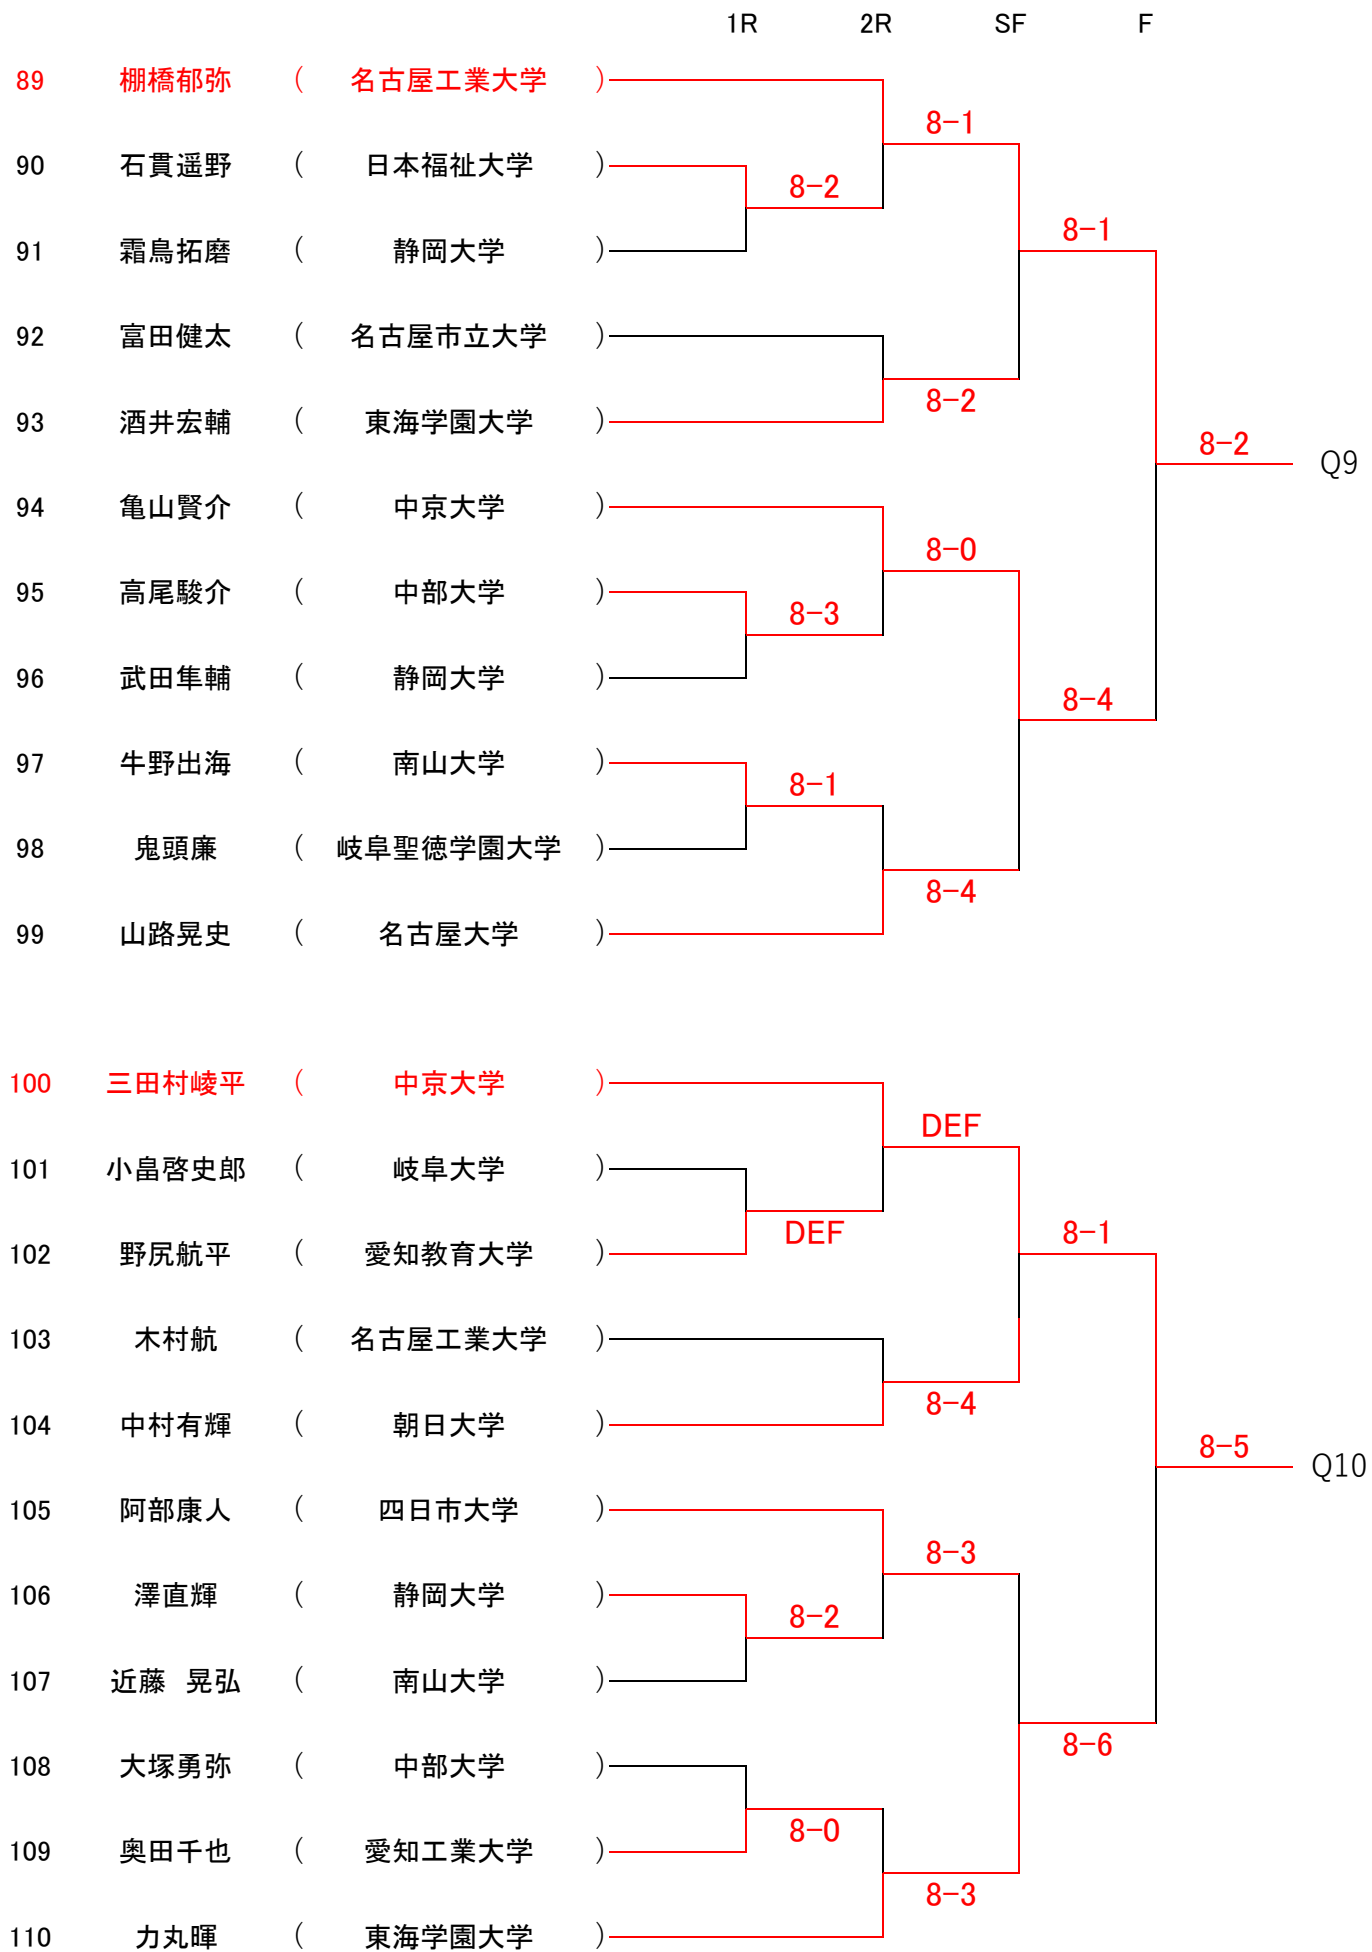 1R 2R SF F
89 棚橋郁弥 ( 名古屋工業大学 )
8-1
90 石貫遥野 ( 日本福祉大学 )
8-2
8-1
91 霜鳥拓磨 ( 静岡大学 )
92 富田健太 ( 名古屋市立大学 )
8-2
93 酒井宏輔 ( 東海学園大学 )
8-2 Q9
94 亀山賢介 ( 中京大学 )
8-0
95 高尾駿介 ( 中部大学 )
8-3
96 武田隼輔 ( 静岡大学 )
8-4
97 牛野出海 ( 南山大学 )
8-1
98 鬼頭廉 ( 岐阜聖徳学園大学 )
8-4
99 山路晃史 ( 名古屋大学 )
100 三田村崚平 ( 中京大学 )
DEF
101 小畠啓史郎 ( 岐阜大学 )
DEF 8-1
102 野尻航平 ( 愛知教育大学 )
103 木村航 ( 名古屋工業大学 )
8-4
104 中村有輝 ( 朝日大学 )
8-5 Q10
105 阿部康人 ( 四日市大学 )
8-3
106 澤直輝 ( 静岡大学 )
8-2
107 近藤 晃弘 ( 南山大学 )
8-6
108 大塚勇弥 ( 中部大学 )
8-0
109 奥田千也 ( 愛知工業大学 )
8-3
110 力丸暉 ( 東海学園大学 )